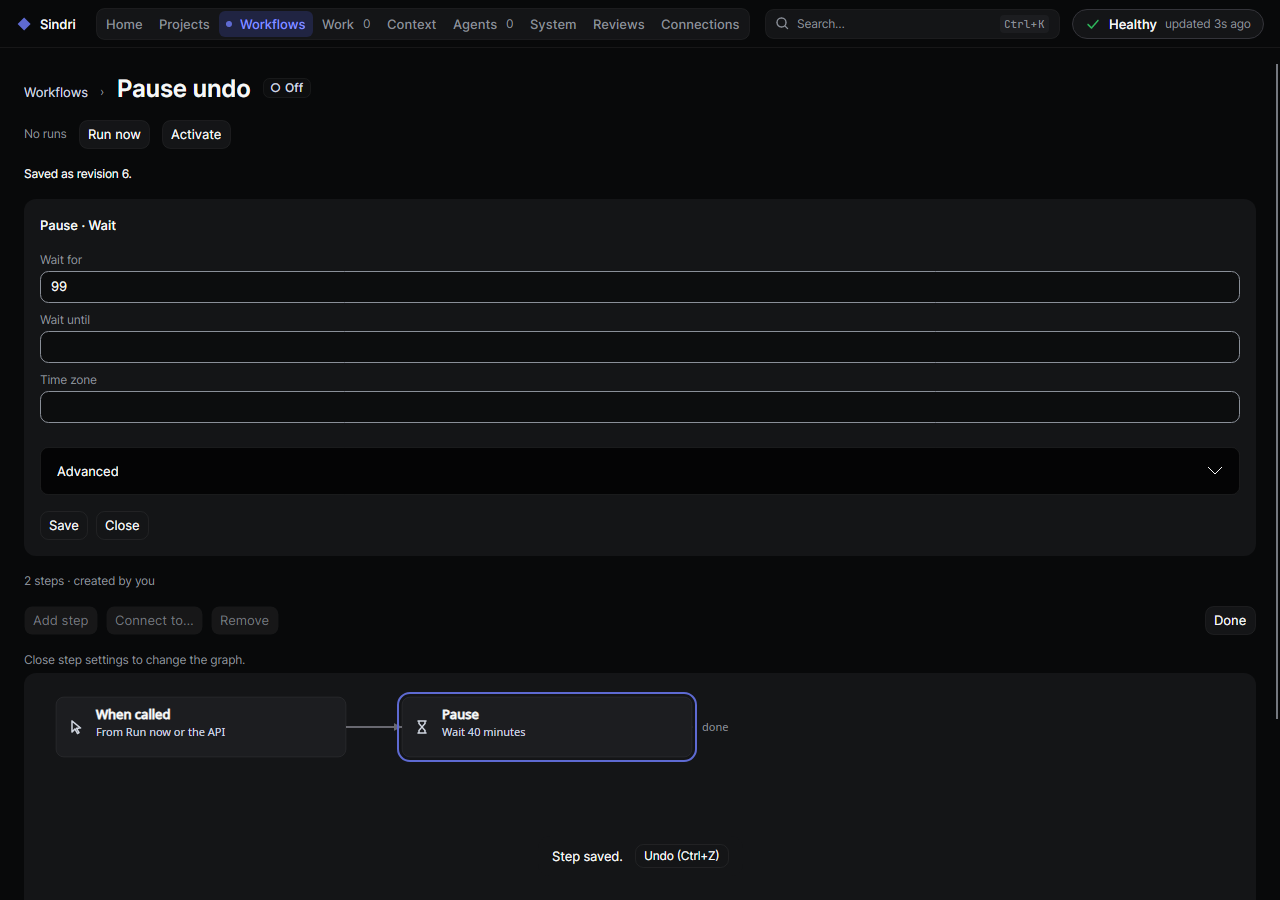 Sindri
Home Projects Workflows Work 0 Context Agents 0 System Reviews Connections
Search... Ctrl+K
Healthy updated 3s ago
Workflows › Pause undo Off
No runs Run now Activate
Saved as revision 6.
Pause · Wait
Wait for
99
Wait until
Time zone
Advanced
Save Close
2 steps · created by you
Add step Connect to... Remove Done
Close step settings to change the graph.
When called
From Run now or the API
Pause
Wait 40 minutes
done
Step saved. Undo (Ctrl+Z)